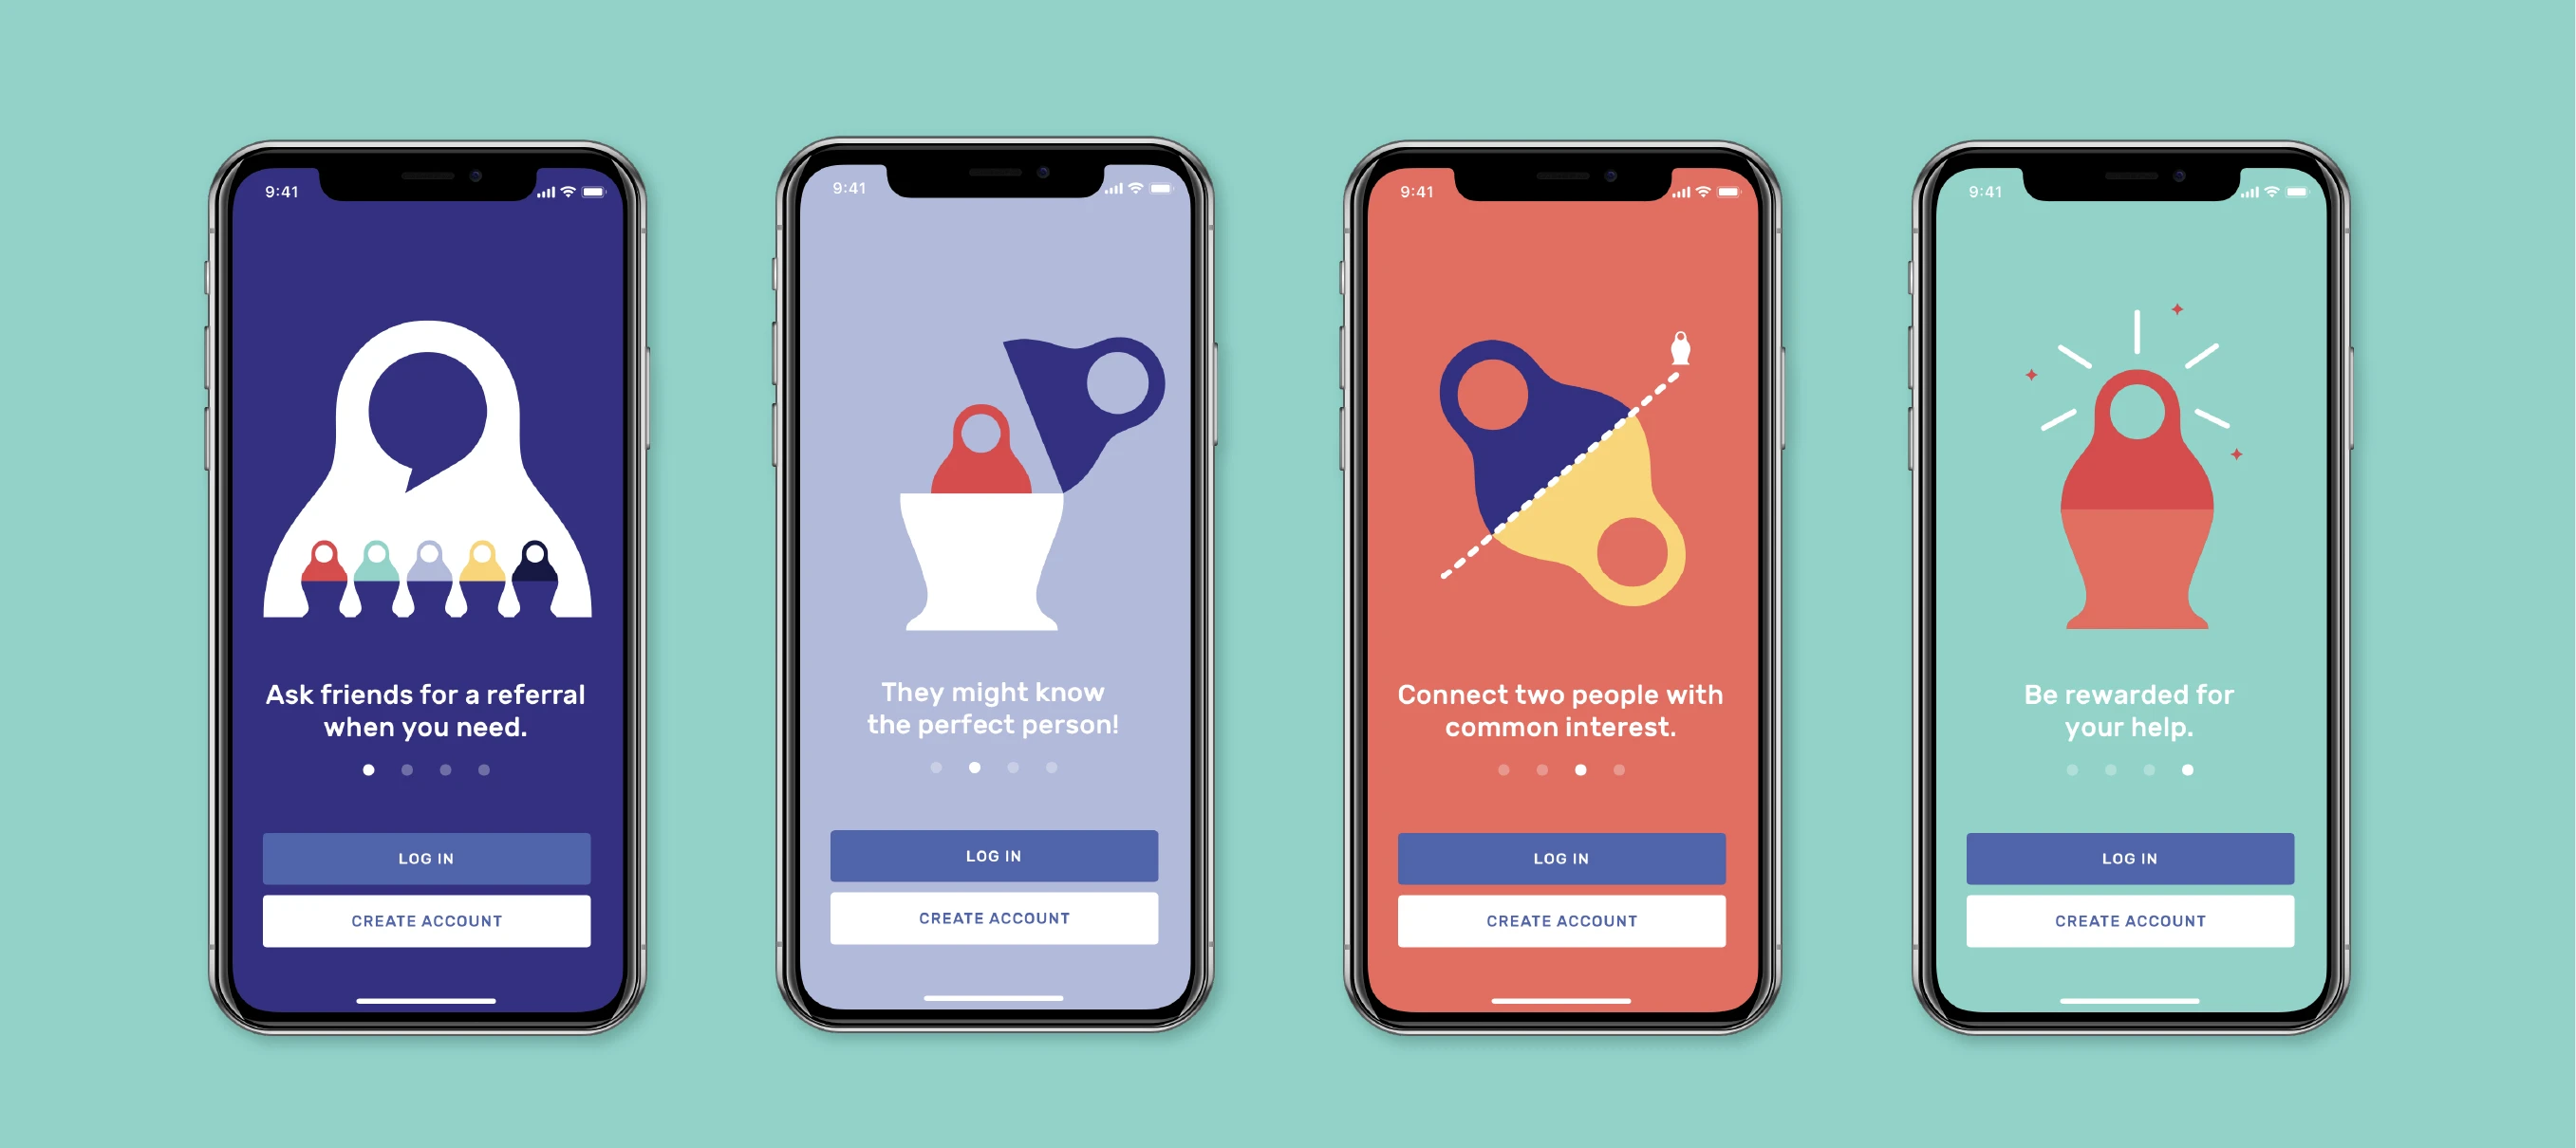 9:41
Ask friends for a referral
when you need.
LOG IN
CREATE ACCOUNT
9:41
They might know
the perfect person!
LOG IN
CREATE ACCOUNT
9:41
Connect two people with
common interest.
LOG IN
CREATE ACCOUNT
9:41
Be rewarded for
your help.
LOG IN
CREATE ACCOUNT